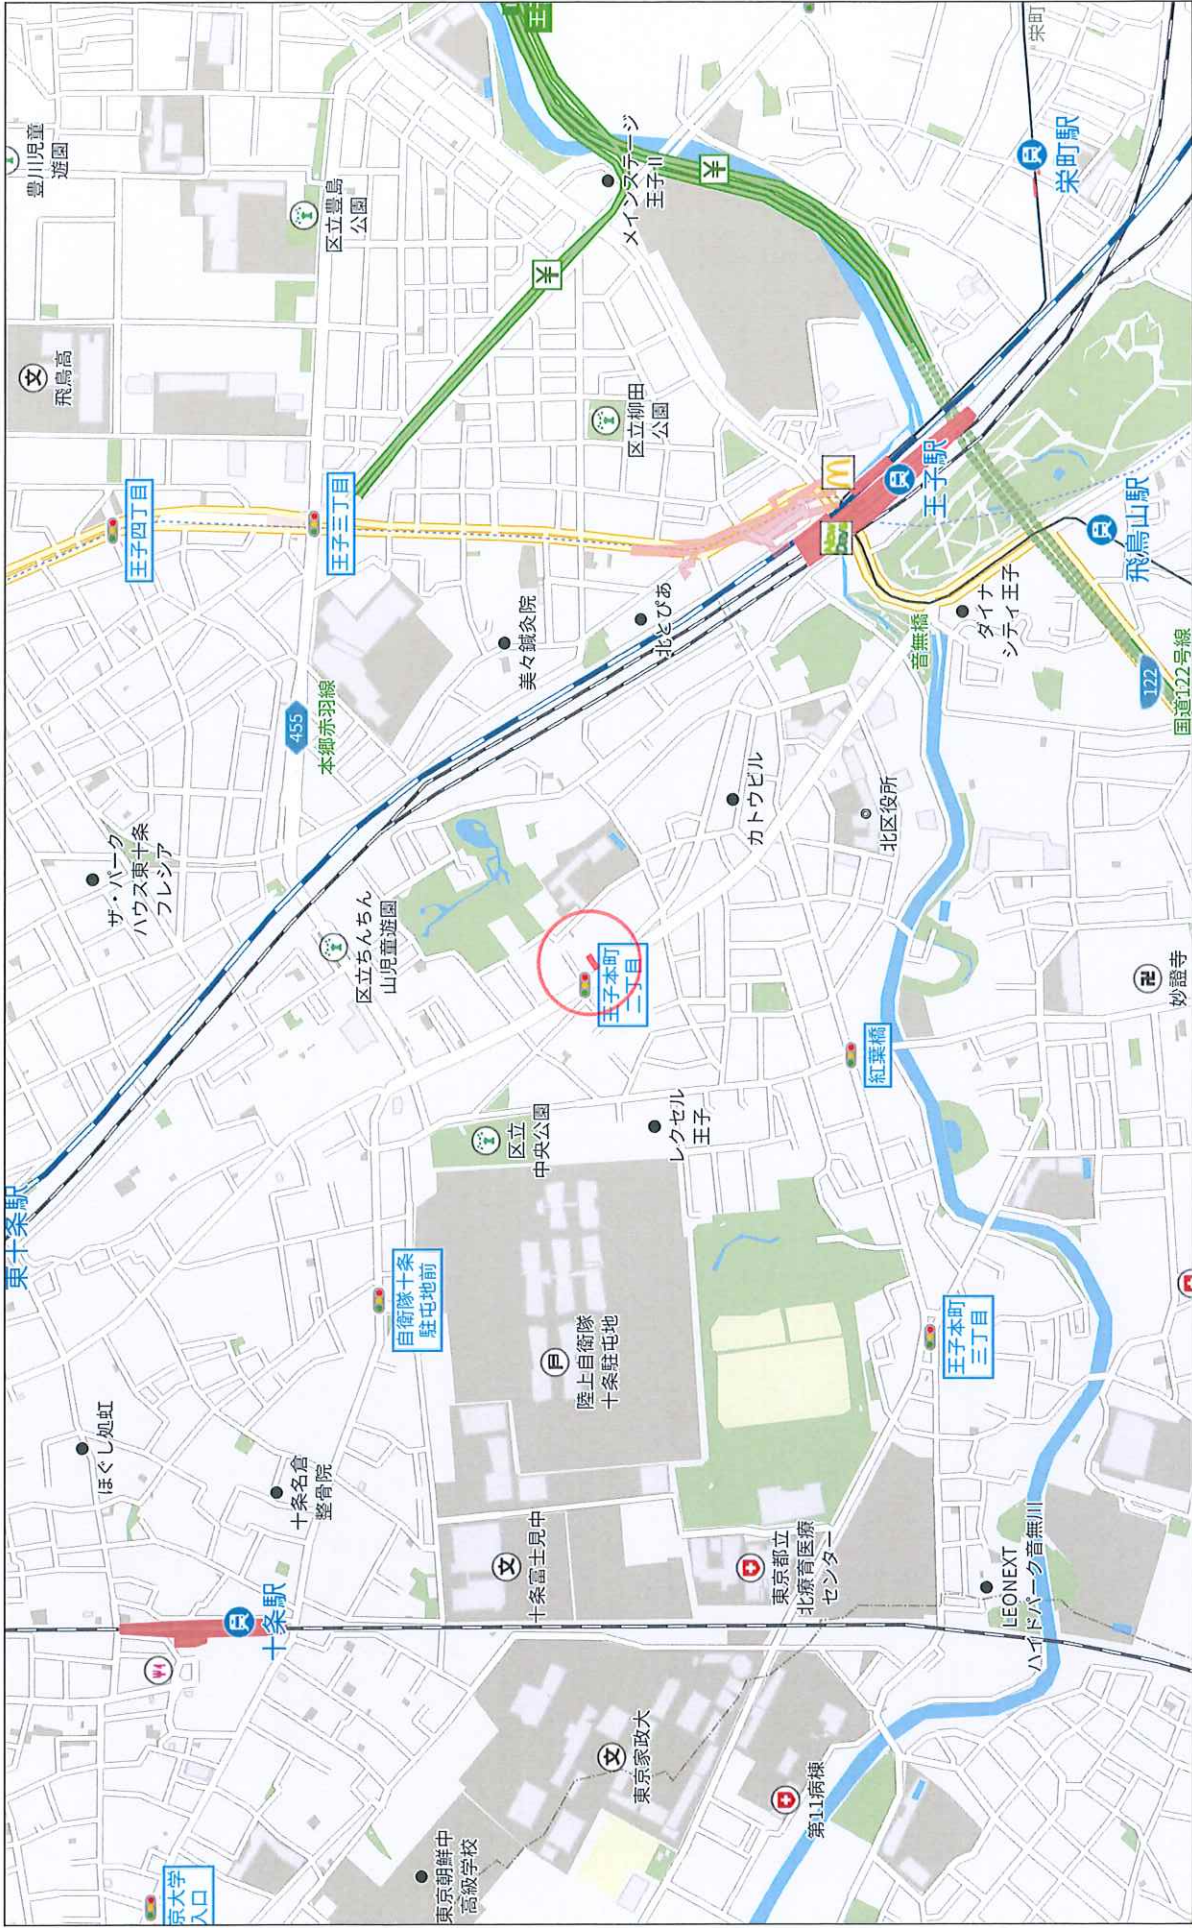 東京大学
入口
東京朝鮮中
高級学校
十条駅
ほぐし処虹
十条名倉
整骨院
東京家政大
第11病棟
十条富士見中
東京都立
北療育医療
センター
LEONEXT
ハイドパーク音無川
東十条駅
自衛隊十条
駐屯地前
陸上自衛隊
十条駐屯地
王子本町
三丁目
区立
中央公園
レクセル
王子
紅葉橋
妙證寺
ザ・パーク
ハウス東十条
フレシア
区立ちんちん
山児童遊園
王子本町
二丁目
455
本郷赤羽線
カトウビル
北区役所
美々鍼灸院
北とぴあ
音無橋
ダイナ
シティ王子
122
国道122号線
王子四丁目
王子三丁目
王子駅
飛鳥山駅
文
飛鳥高
区立柳田
公園
豊川児童
遊園
区立豊島
公園
メインステージ
王子II
栄町駅
栄町
王子